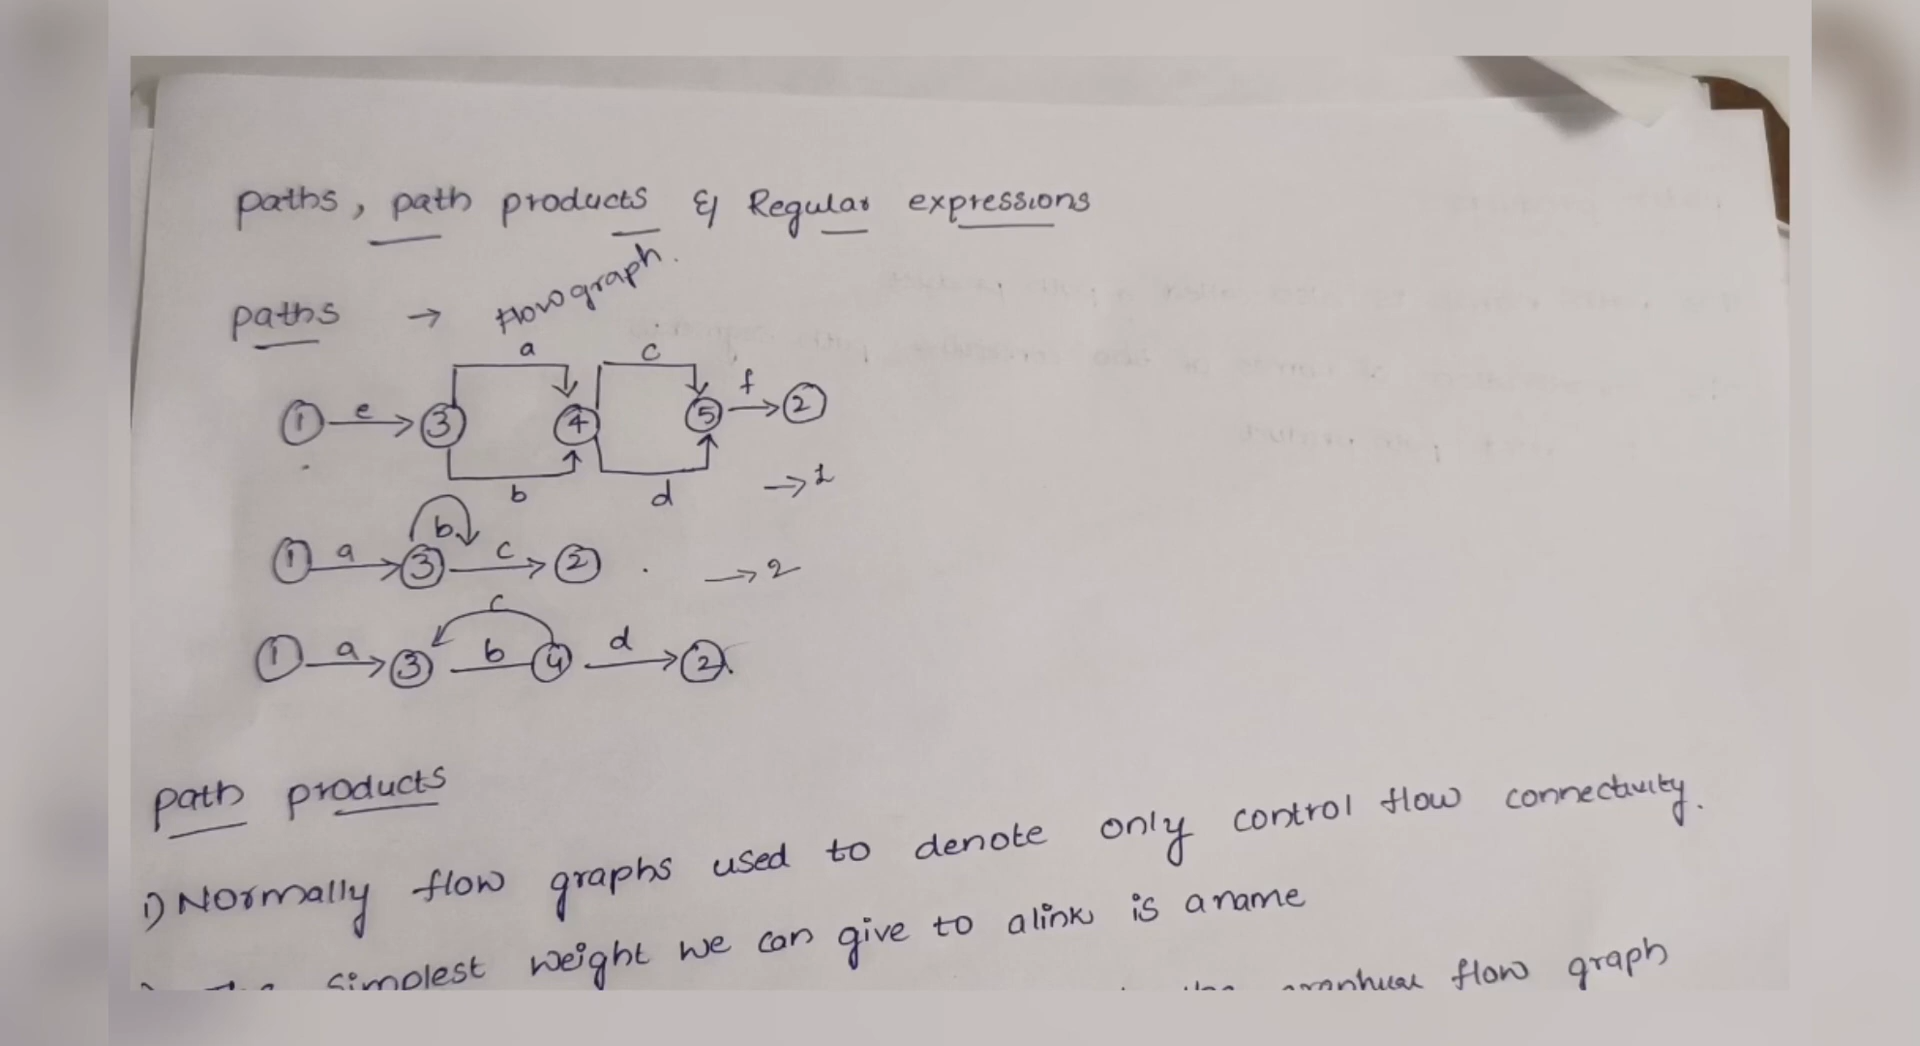 paths, path products & Regular expressions
paths → flowgraph.
a c
1 e 3 4 5 f 2
b d → 1
b
1 a 3 c 2 . → 2
c
1 a 3 b 4 d 2
path products
1) Normally flow graphs used to denote only control flow connectivity.
simplest weight we can give to a link is a name
flow graph